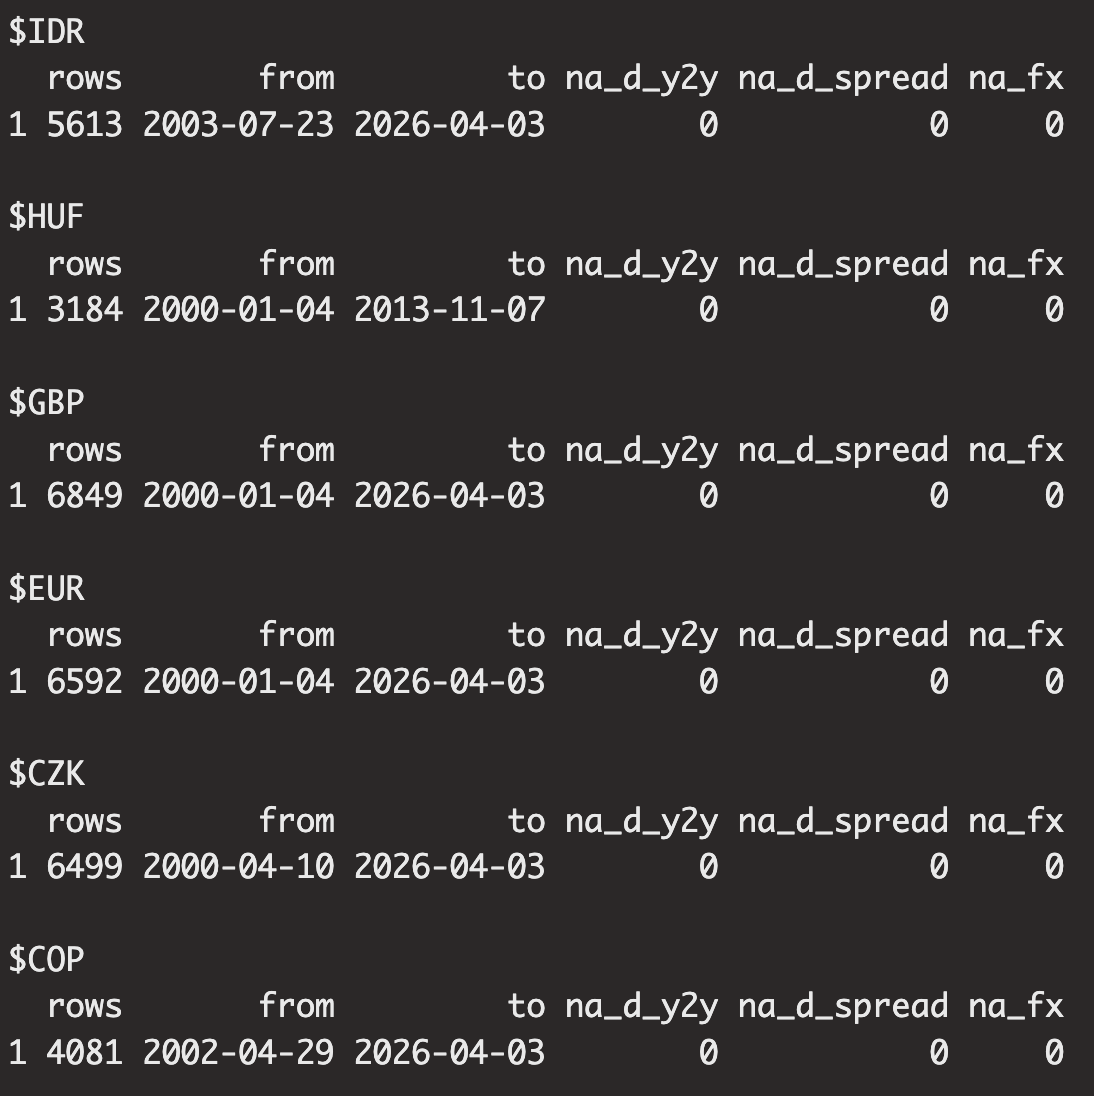 $IDR
  rows       from         to na_d_y2y na_d_spread na_fx
1 5613 2003-07-23 2026-04-03        0           0     0

$HUF
  rows       from         to na_d_y2y na_d_spread na_fx
1 3184 2000-01-04 2013-11-07        0           0     0

$GBP
  rows       from         to na_d_y2y na_d_spread na_fx
1 6849 2000-01-04 2026-04-03        0           0     0

$EUR
  rows       from         to na_d_y2y na_d_spread na_fx
1 6592 2000-01-04 2026-04-03        0           0     0

$CZK
  rows       from         to na_d_y2y na_d_spread na_fx
1 6499 2000-04-10 2026-04-03        0           0     0

$COP
  rows       from         to na_d_y2y na_d_spread na_fx
1 4081 2002-04-29 2026-04-03        0           0     0